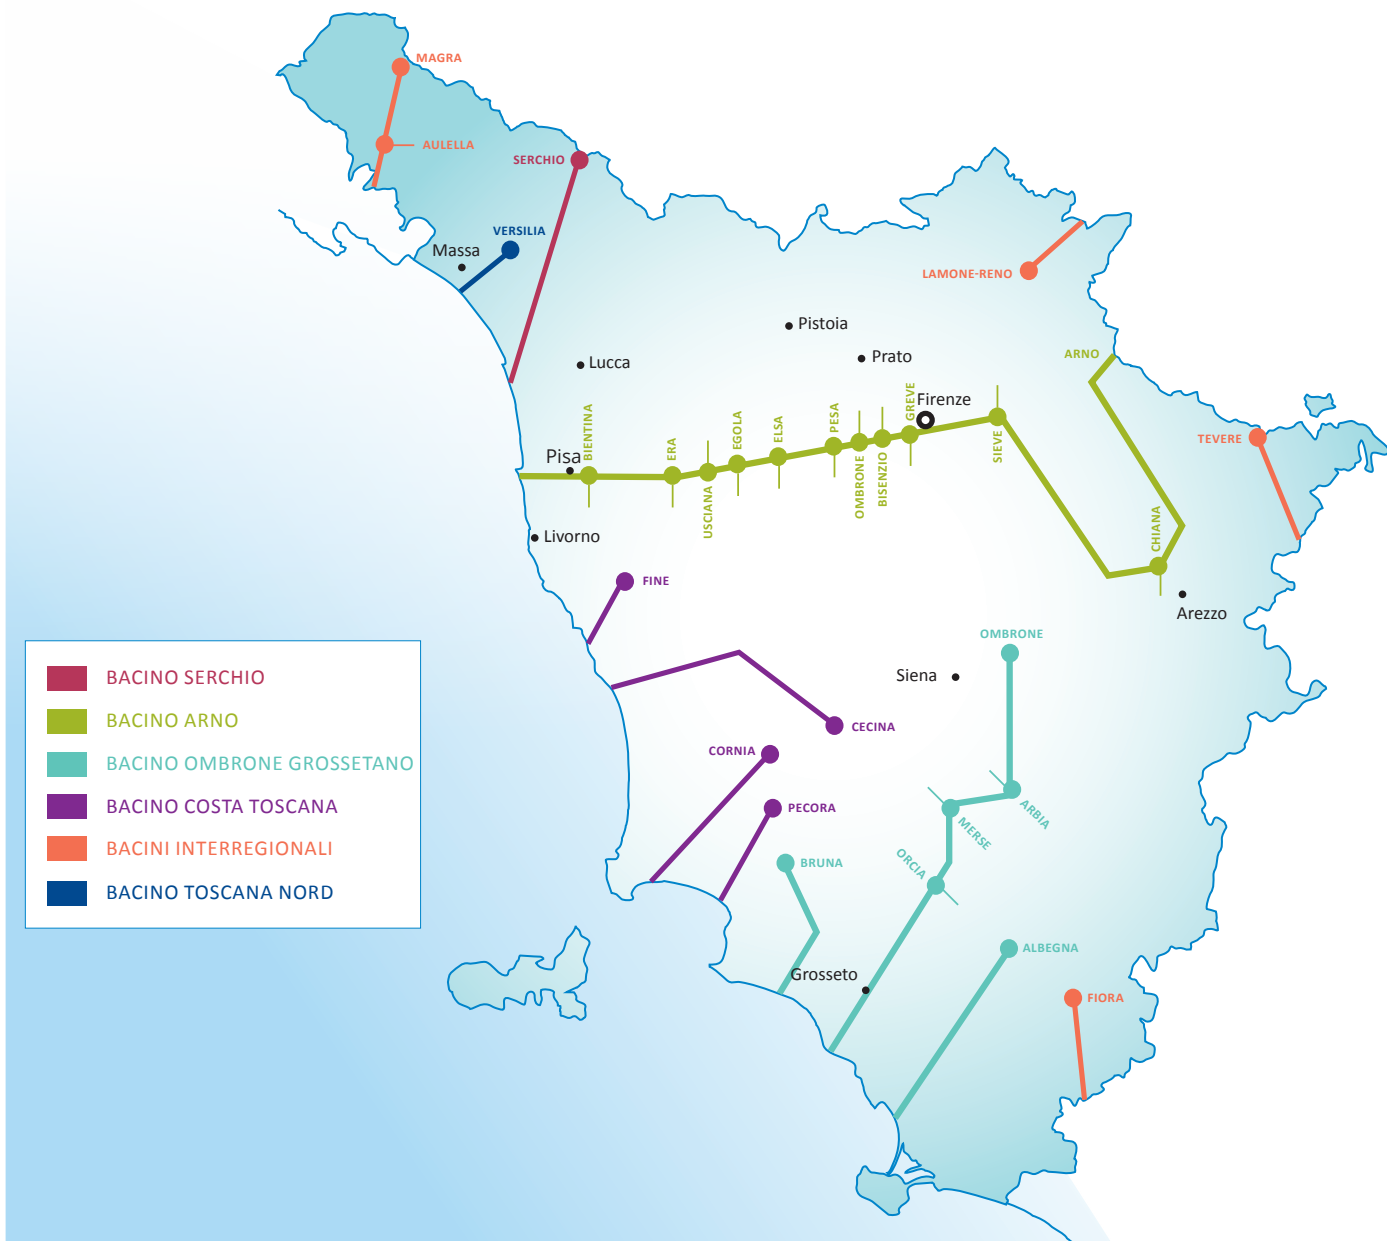 MAGRA
AULELLA
SERCHIO
VERSILIA
Massa
LAMONE-RENO
Pistoia
Prato
Lucca
ARNO
Firenze
GREVE
PESA
ELSA
EGOLA
ERA
BIENTINA
Pisa
USCIANA
OMBRONE
BISENZIO
SIEVE
TEVERE
CHIANA
Livorno
Arezzo
FINE
OMBRONE
Siena
CECINA
CORNIA
PECORA
ARBIA
MERSE
ORCIA
BRUNA
ALBEGNA
Grosseto
FIORA
BACINO SERCHIO
BACINO ARNO
BACINO OMBRONE GROSSETANO
BACINO COSTA TOSCANA
BACINI INTERREGIONALI
BACINO TOSCANA NORD